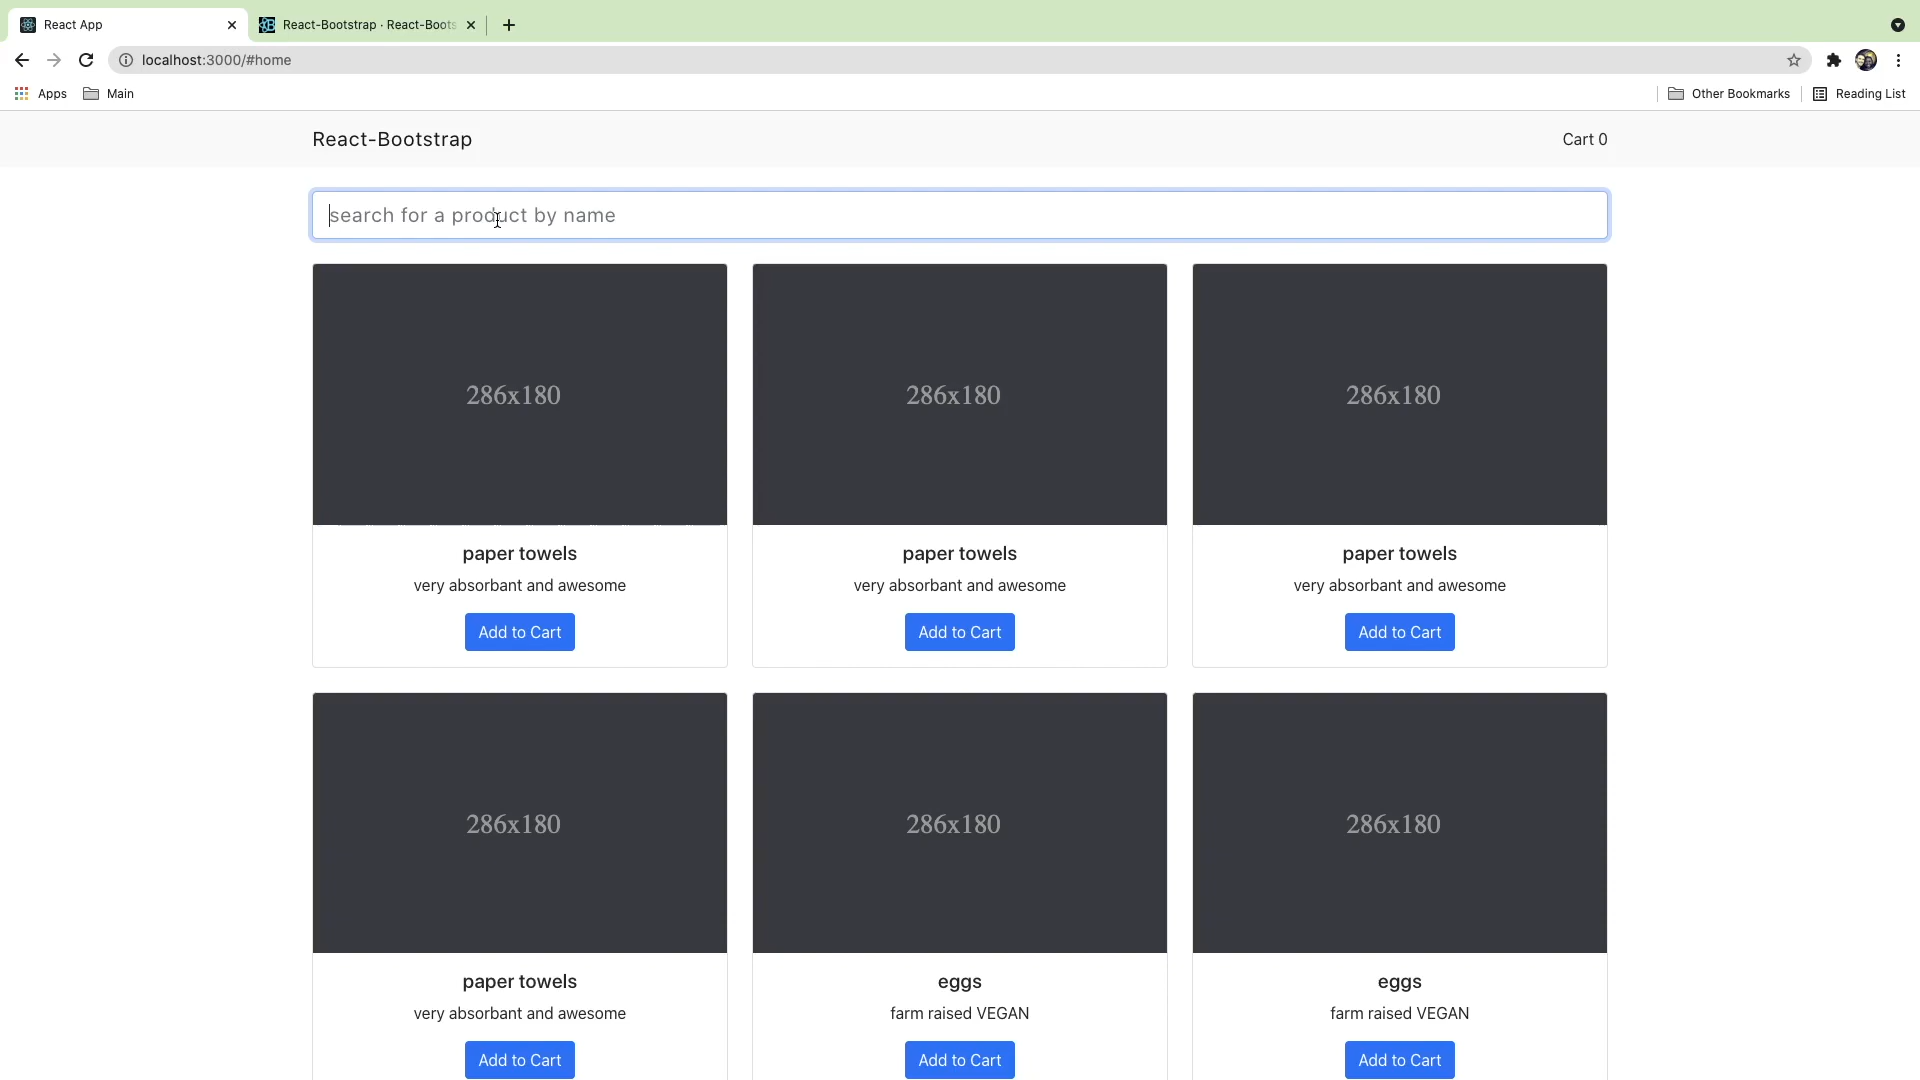 React App
React-Bootstrap · React-Boots
localhost:3000/#home
Apps
Main
Other Bookmarks
Reading List
React-Bootstrap
Cart 0
search for a product by name
286x180
286x180
286x180
paper towels
paper towels
paper towels
very absorbant and awesome
very absorbant and awesome
very absorbant and awesome
Add to Cart
Add to Cart
Add to Cart
286x180
286x180
286x180
paper towels
eggs
eggs
very absorbant and awesome
farm raised VEGAN
farm raised VEGAN
Add to Cart
Add to Cart
Add to Cart